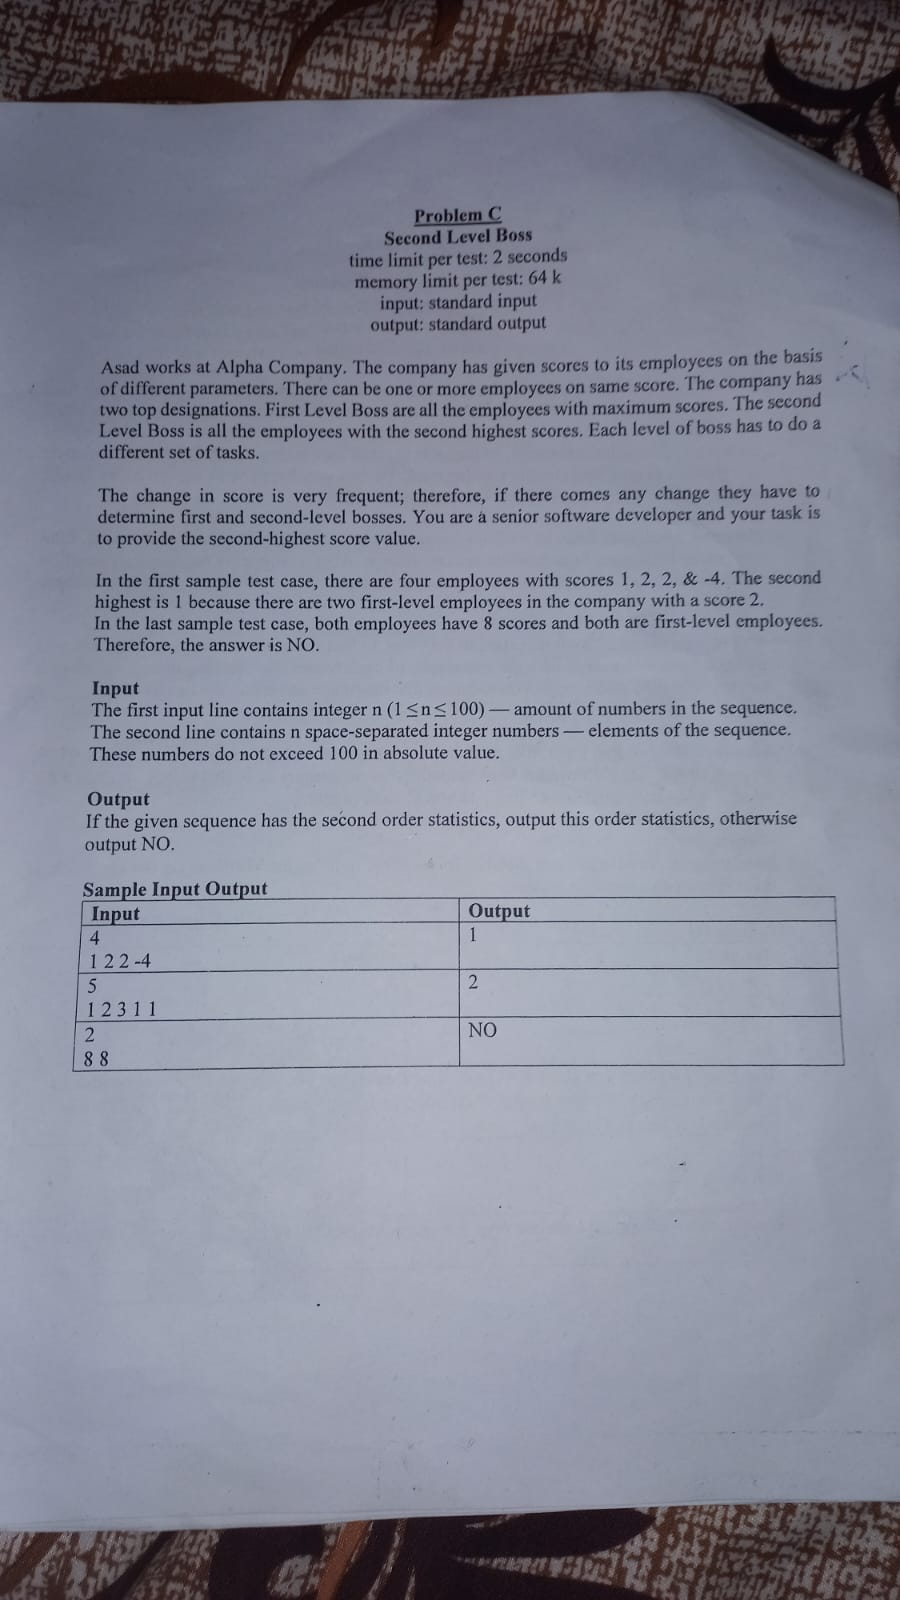 Problem C
Second Level Boss
time limit per test: 2 seconds
memory limit per test: 64 k
input: standard input
output: standard output
Asad works at Alpha Company. The company has given scores to its employees on the basis
of different parameters. There can be one or more employees on same score. The company has
two top designations. First Level Boss are all the employees with maximum scores. The second
Level Boss is all the employees with the second highest scores. Each level of boss has to do a
different set of tasks.
The change in score is very frequent; therefore, if there comes any change they have to
determine first and second-level bosses. You are a senior software developer and your task is
to provide the second-highest score value.
In the first sample test case, there are four employees with scores 1, 2, 2, & -4. The second
highest is 1 because there are two first-level employees in the company with a score 2.
In the last sample test case, both employees have 8 scores and both are first-level employees.
Therefore, the answer is NO.
Input
The first input line contains integer n (1 ≤n≤ 100) — amount of numbers in the sequence.
The second line contains n space-separated integer numbers — elements of the sequence.
These numbers do not exceed 100 in absolute value.
Output
If the given sequence has the second order statistics, output this order statistics, otherwise
output NO.
Sample Input Output
Input Output
4 1
1 2 2 -4
5 2
1 2 3 1 1
2 NO
8 8